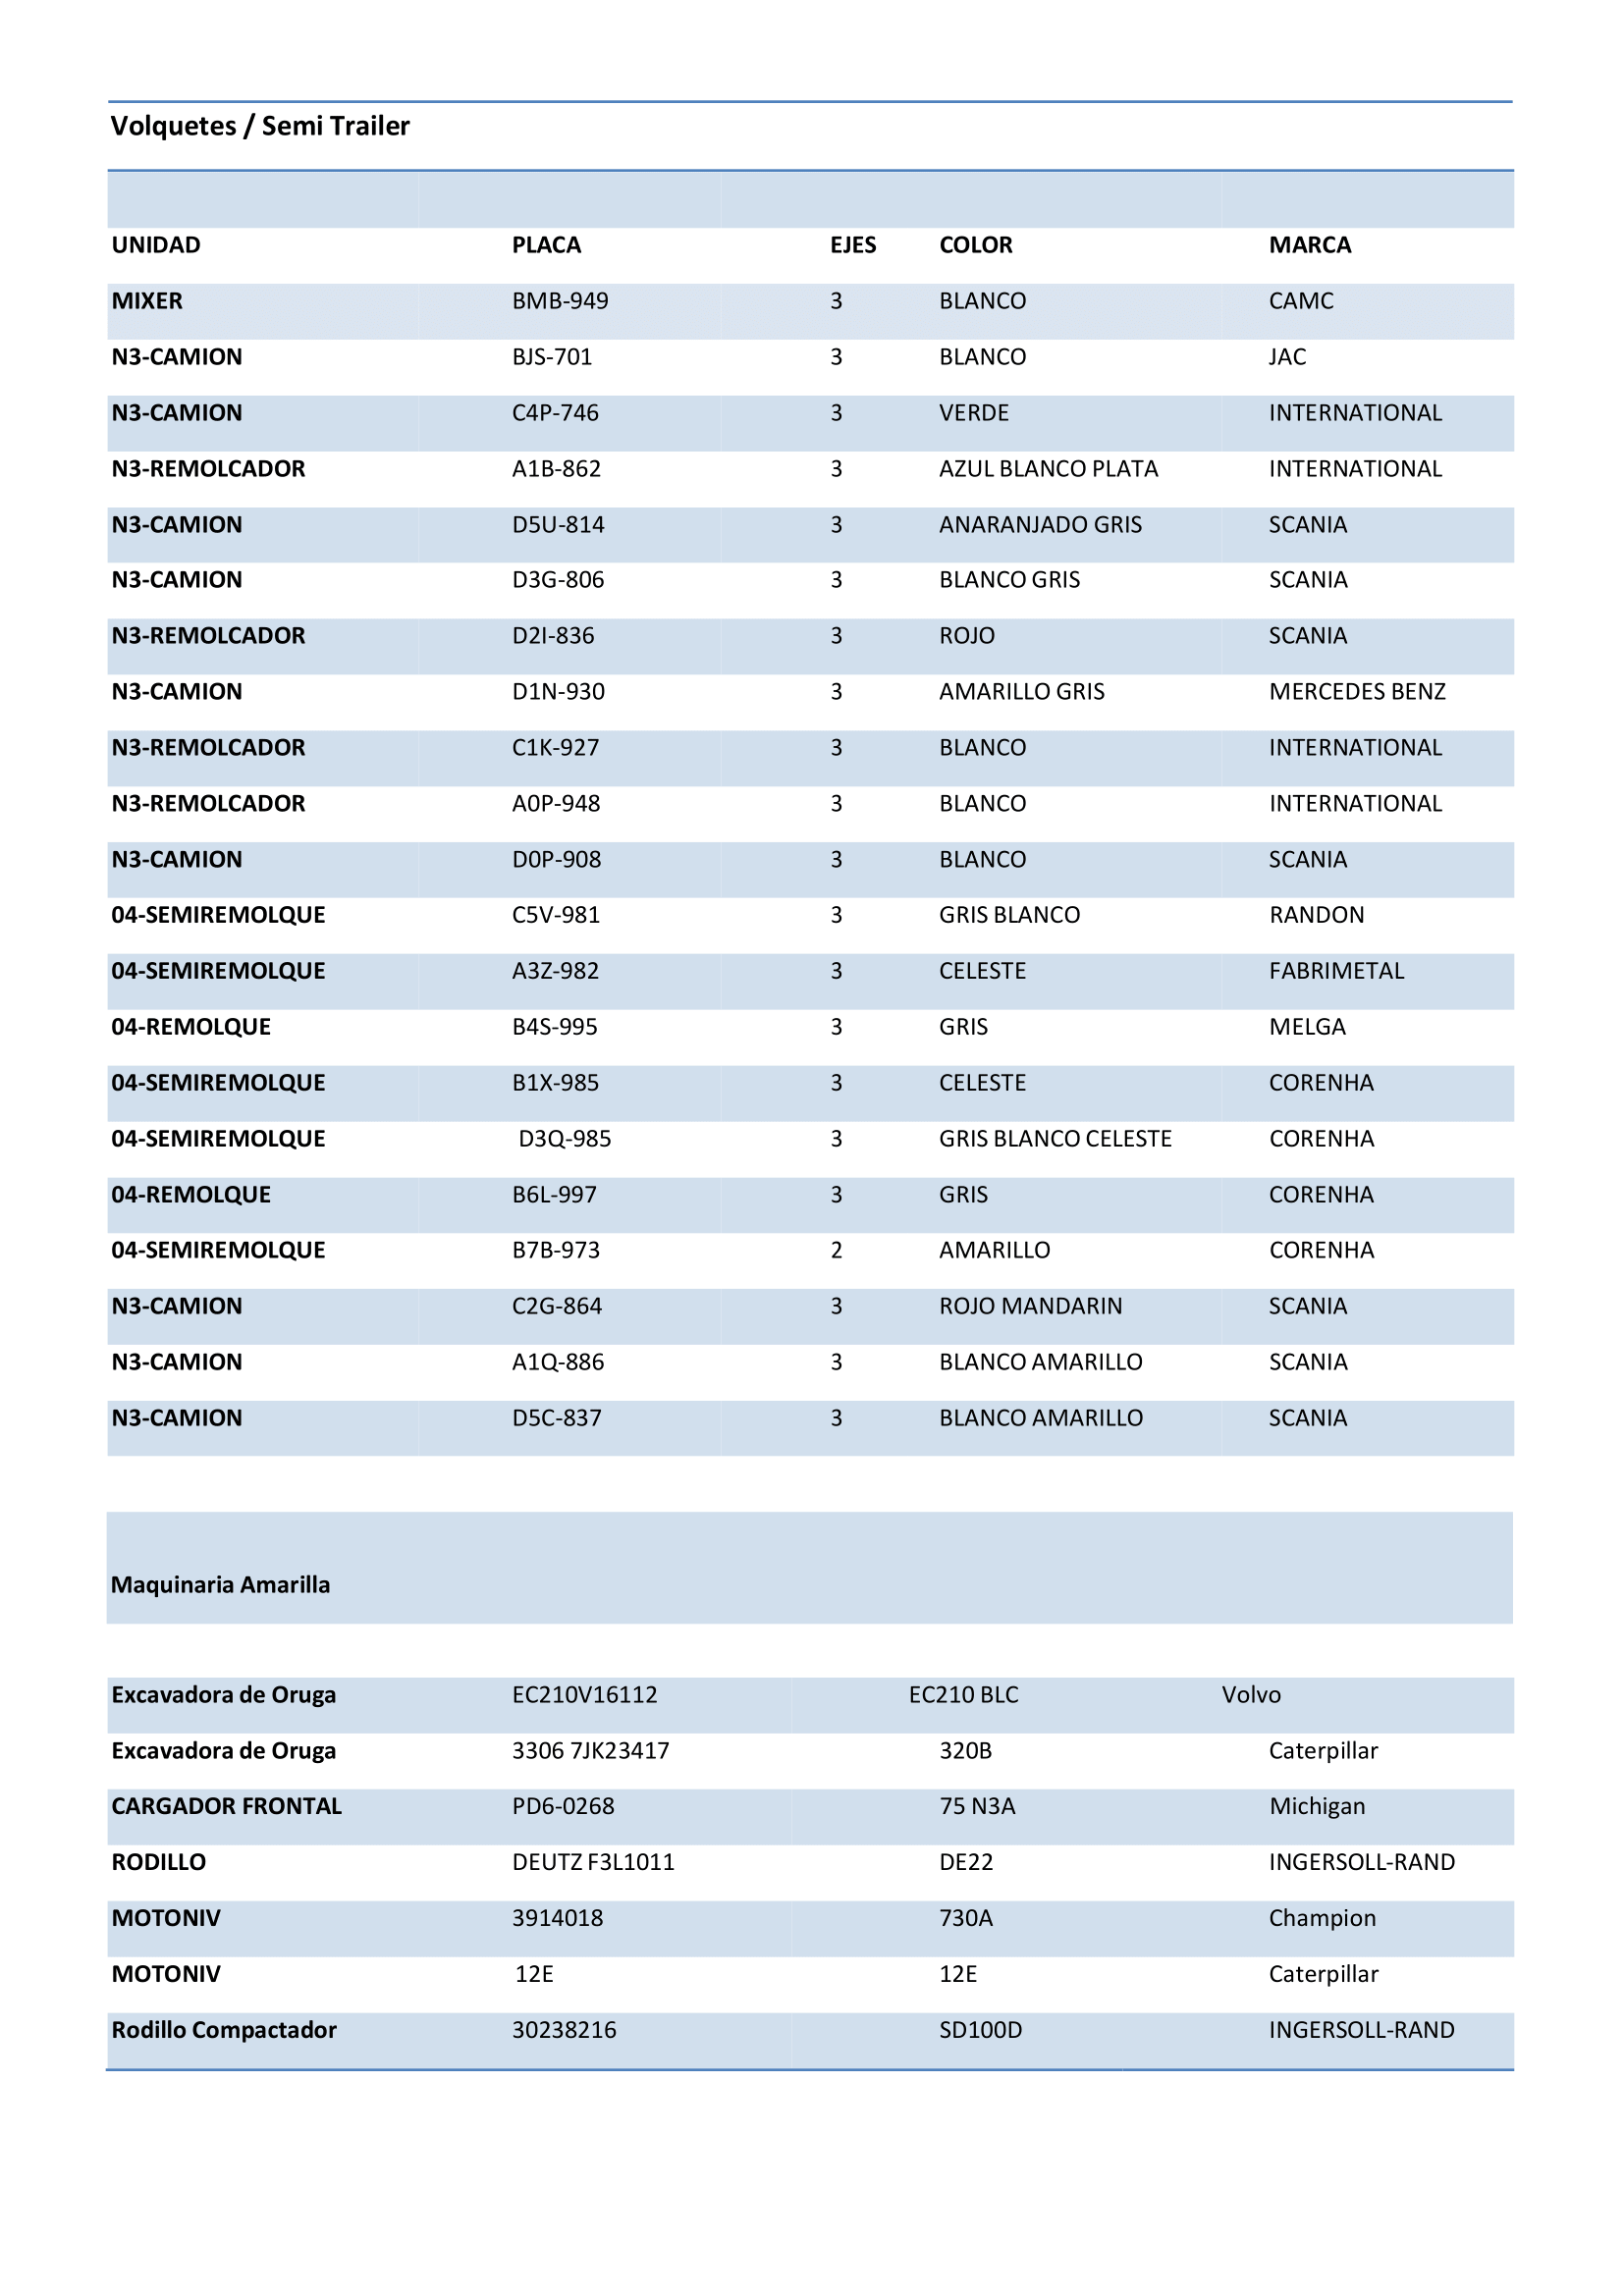 Volquetes / Semi Trailer
UNIDAD PLACA EJES COLOR MARCA
MIXER BMB-949 3 BLANCO CAMC
N3-CAMION BJS-701 3 BLANCO JAC
N3-CAMION C4P-746 3 VERDE INTERNATIONAL
N3-REMOLCADOR A1B-862 3 AZUL BLANCO PLATA INTERNATIONAL
N3-CAMION D5U-814 3 ANARANJADO GRIS SCANIA
N3-CAMION D3G-806 3 BLANCO GRIS SCANIA
N3-REMOLCADOR D2I-836 3 ROJO SCANIA
N3-CAMION D1N-930 3 AMARILLO GRIS MERCEDES BENZ
N3-REMOLCADOR C1K-927 3 BLANCO INTERNATIONAL
N3-REMOLCADOR A0P-948 3 BLANCO INTERNATIONAL
N3-CAMION D0P-908 3 BLANCO SCANIA
04-SEMIREMOLQUE C5V-981 3 GRIS BLANCO RANDON
04-SEMIREMOLQUE A3Z-982 3 CELESTE FABRIMETAL
04-REMOLQUE B4S-995 3 GRIS MELGA
04-SEMIREMOLQUE B1X-985 3 CELESTE CORENHA
04-SEMIREMOLQUE D3Q-985 3 GRIS BLANCO CELESTE CORENHA
04-REMOLQUE B6L-997 3 GRIS CORENHA
04-SEMIREMOLQUE B7B-973 2 AMARILLO CORENHA
N3-CAMION C2G-864 3 ROJO MANDARIN SCANIA
N3-CAMION A1Q-886 3 BLANCO AMARILLO SCANIA
N3-CAMION D5C-837 3 BLANCO AMARILLO SCANIA
Maquinaria Amarilla
Excavadora de Oruga EC210V16112 EC210 BLC Volvo
Excavadora de Oruga 3306 7JK23417 320B Caterpillar
CARGADOR FRONTAL PD6-0268 75 N3A Michigan
RODILLO DEUTZ F3L1011 DE22 INGERSOLL-RAND
MOTONIV 3914018 730A Champion
MOTONIV 12E 12E Caterpillar
Rodillo Compactador 30238216 SD100D INGERSOLL-RAND